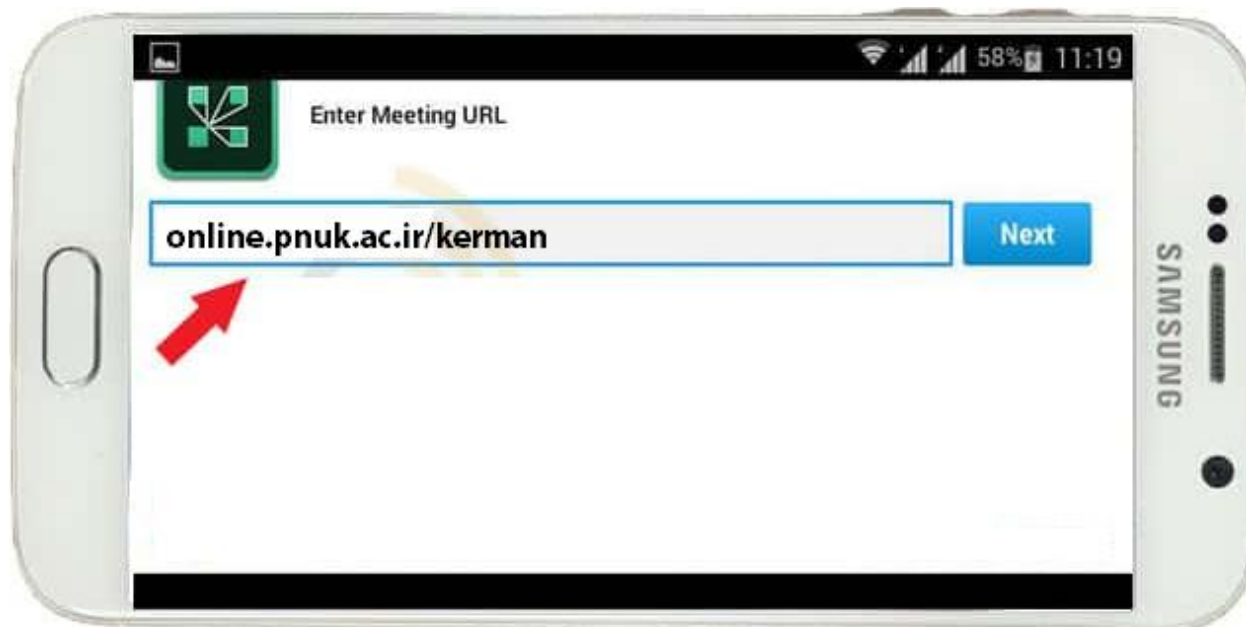 58% 11:19
Enter Meeting URL
online.pnuk.ac.ir/kerman
Next
SAMSUNG